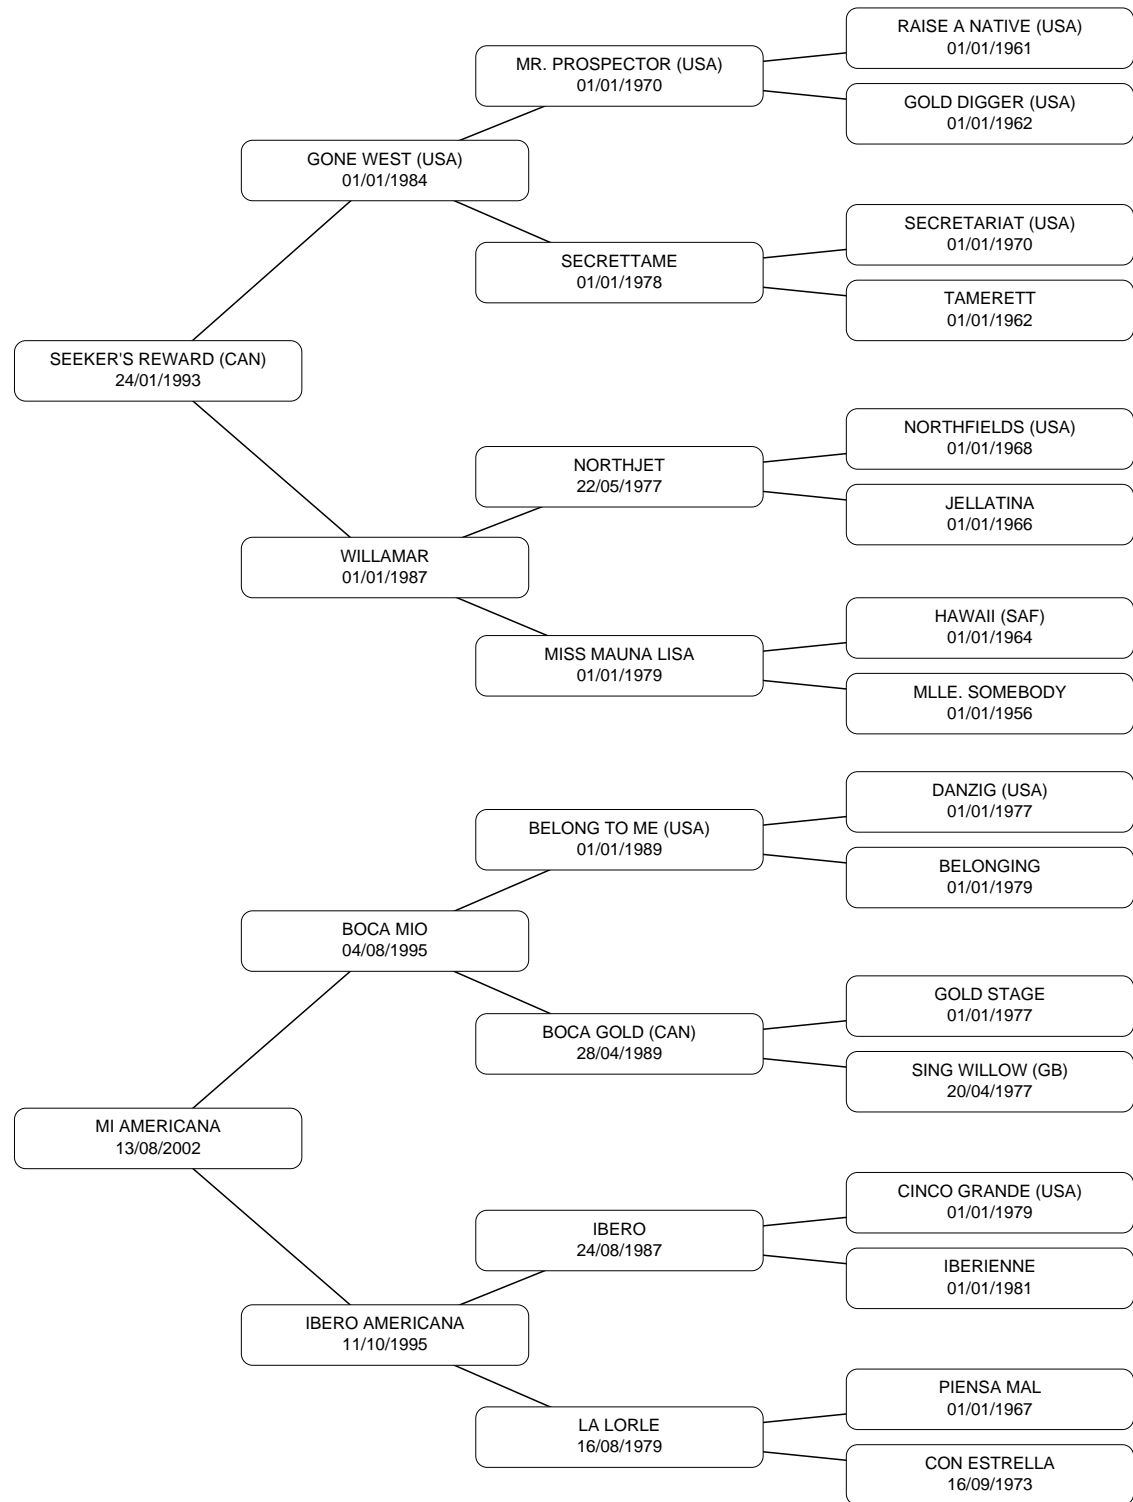 RAISE A NATIVE (USA)
01/01/1961
MR. PROSPECTOR (USA)
01/01/1970
GOLD DIGGER (USA)
01/01/1962
GONE WEST (USA)
01/01/1984
SECRETARIAT (USA)
01/01/1970
SECRETTAME
01/01/1978
TAMERETT
01/01/1962
SEEKER'S REWARD (CAN)
24/01/1993
NORTHFIELDS (USA)
01/01/1968
NORTHJET
22/05/1977
JELLATINA
01/01/1966
WILLAMAR
01/01/1987
HAWAII (SAF)
01/01/1964
MISS MAUNA LISA
01/01/1979
MLLE. SOMEBODY
01/01/1956
DANZIG (USA)
01/01/1977
BELONG TO ME (USA)
01/01/1989
BELONGING
01/01/1979
BOCA MIO
04/08/1995
GOLD STAGE
01/01/1977
BOCA GOLD (CAN)
28/04/1989
SING WILLOW (GB)
20/04/1977
MI AMERICANA
13/08/2002
CINCO GRANDE (USA)
01/01/1979
IBERO
24/08/1987
IBERIENNE
01/01/1981
IBERO AMERICANA
11/10/1995
PIENSA MAL
01/01/1967
LA LORLE
16/08/1979
CON ESTRELLA
16/09/1973